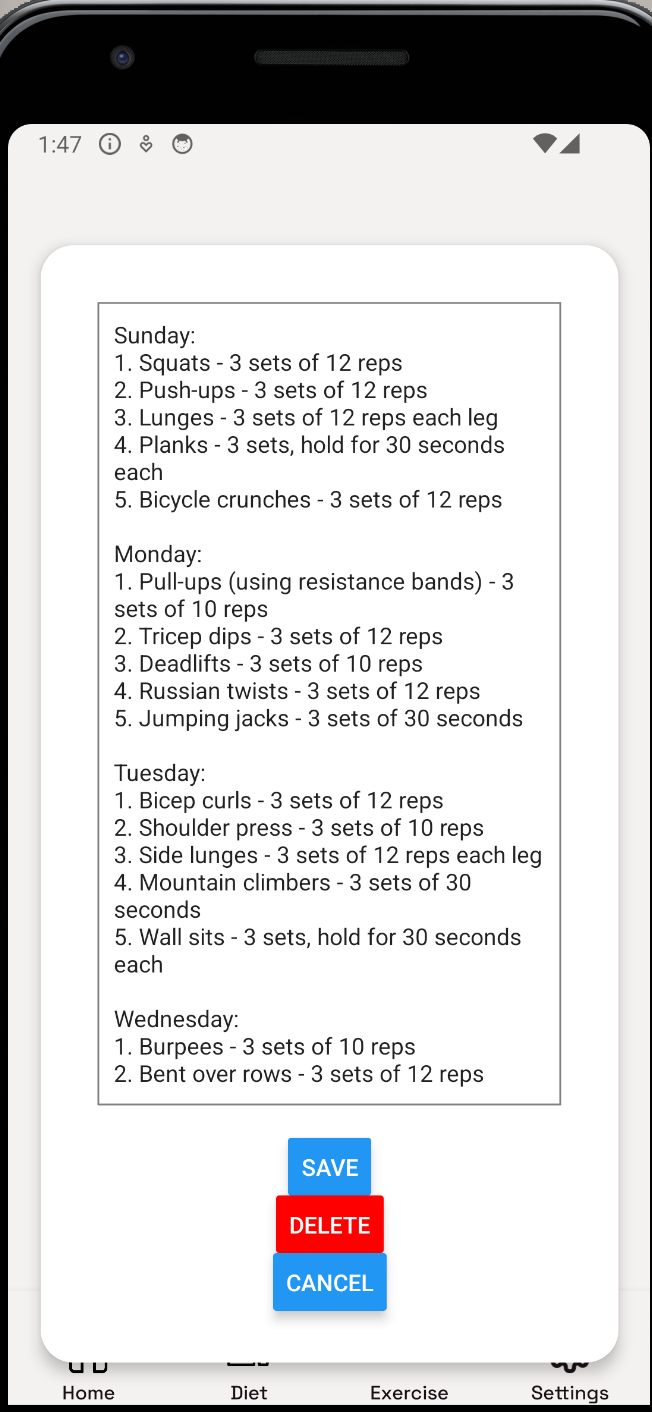 1:47
Sunday:
1. Squats - 3 sets of 12 reps
2. Push-ups - 3 sets of 12 reps
3. Lunges - 3 sets of 12 reps each leg
4. Planks - 3 sets, hold for 30 seconds
each
5. Bicycle crunches - 3 sets of 12 reps
Monday:
1. Pull-ups (using resistance bands) - 3
sets of 10 reps
2. Tricep dips - 3 sets of 12 reps
3. Deadlifts - 3 sets of 10 reps
4. Russian twists - 3 sets of 12 reps
5. Jumping jacks - 3 sets of 30 seconds
Tuesday:
1. Bicep curls - 3 sets of 12 reps
2. Shoulder press - 3 sets of 10 reps
3. Side lunges - 3 sets of 12 reps each leg
4. Mountain climbers - 3 sets of 30
seconds
5. Wall sits - 3 sets, hold for 30 seconds
each
Wednesday:
1. Burpees - 3 sets of 10 reps
2. Bent over rows - 3 sets of 12 reps
SAVE
DELETE
CANCEL
Home Diet Exercise Settings